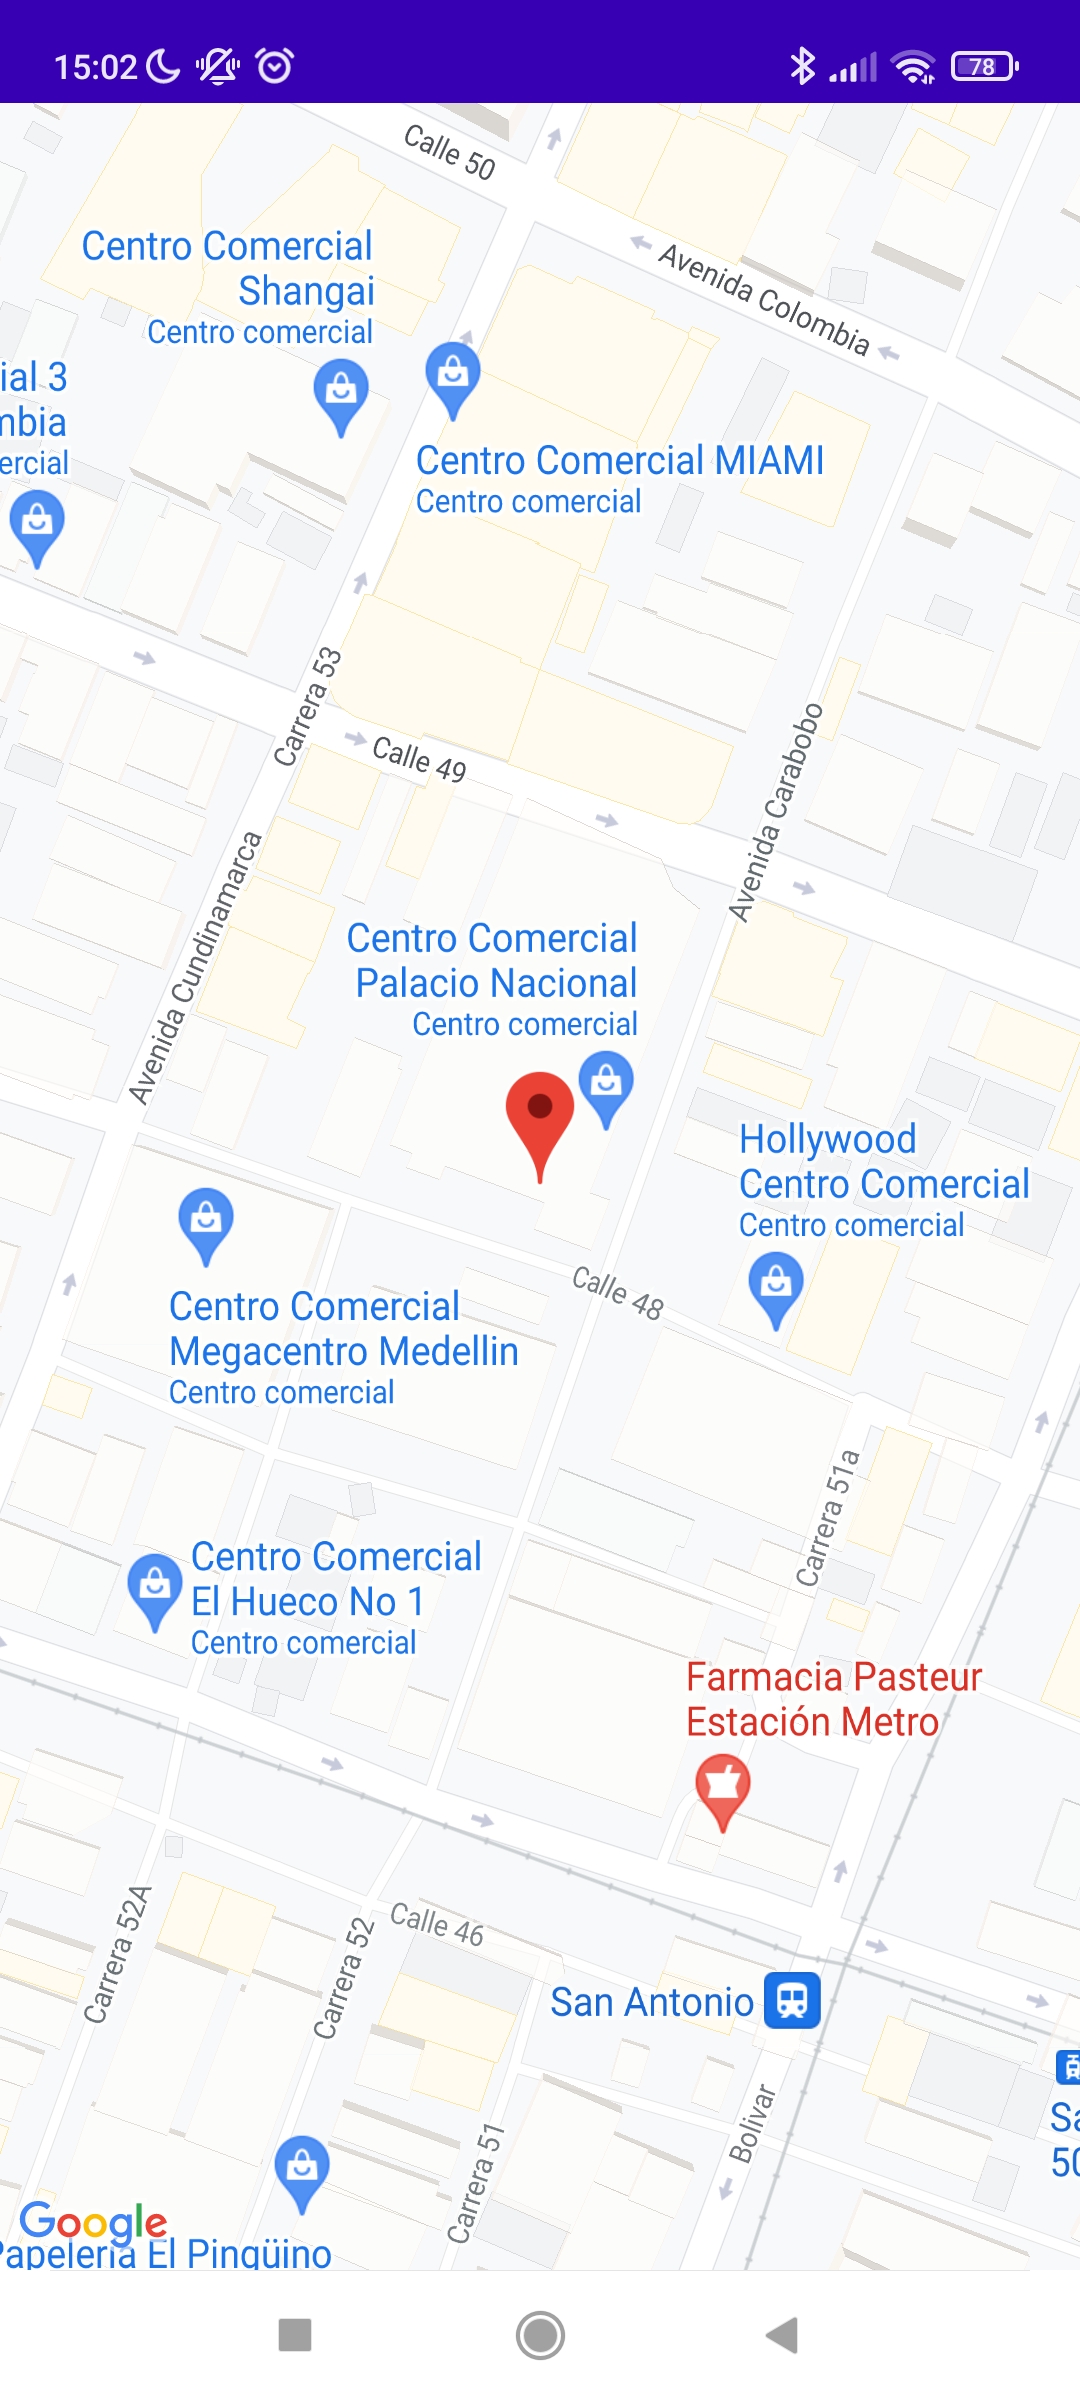 15:02
78
Calle 50
Avenida Colombia
Centro Comercial
Shangai
Centro comercial
ial 3
mbia
ercial
Centro Comercial MIAMI
Centro comercial
Carrera 53
Calle 49
Avenida Carabobo
Avenida Cundinamarca
Centro Comercial
Palacio Nacional
Centro comercial
Hollywood
Centro Comercial
Centro comercial
Calle 48
Centro Comercial
Megacentro Medellin
Centro comercial
Carrera 51a
Centro Comercial
El Hueco No 1
Centro comercial
Farmacia Pasteur
Estación Metro
Carrera 52A
Carrera 52
Calle 46
San Antonio
Bolivar
Sa
50
Carrera 51
Google
Papelería El Pingüino